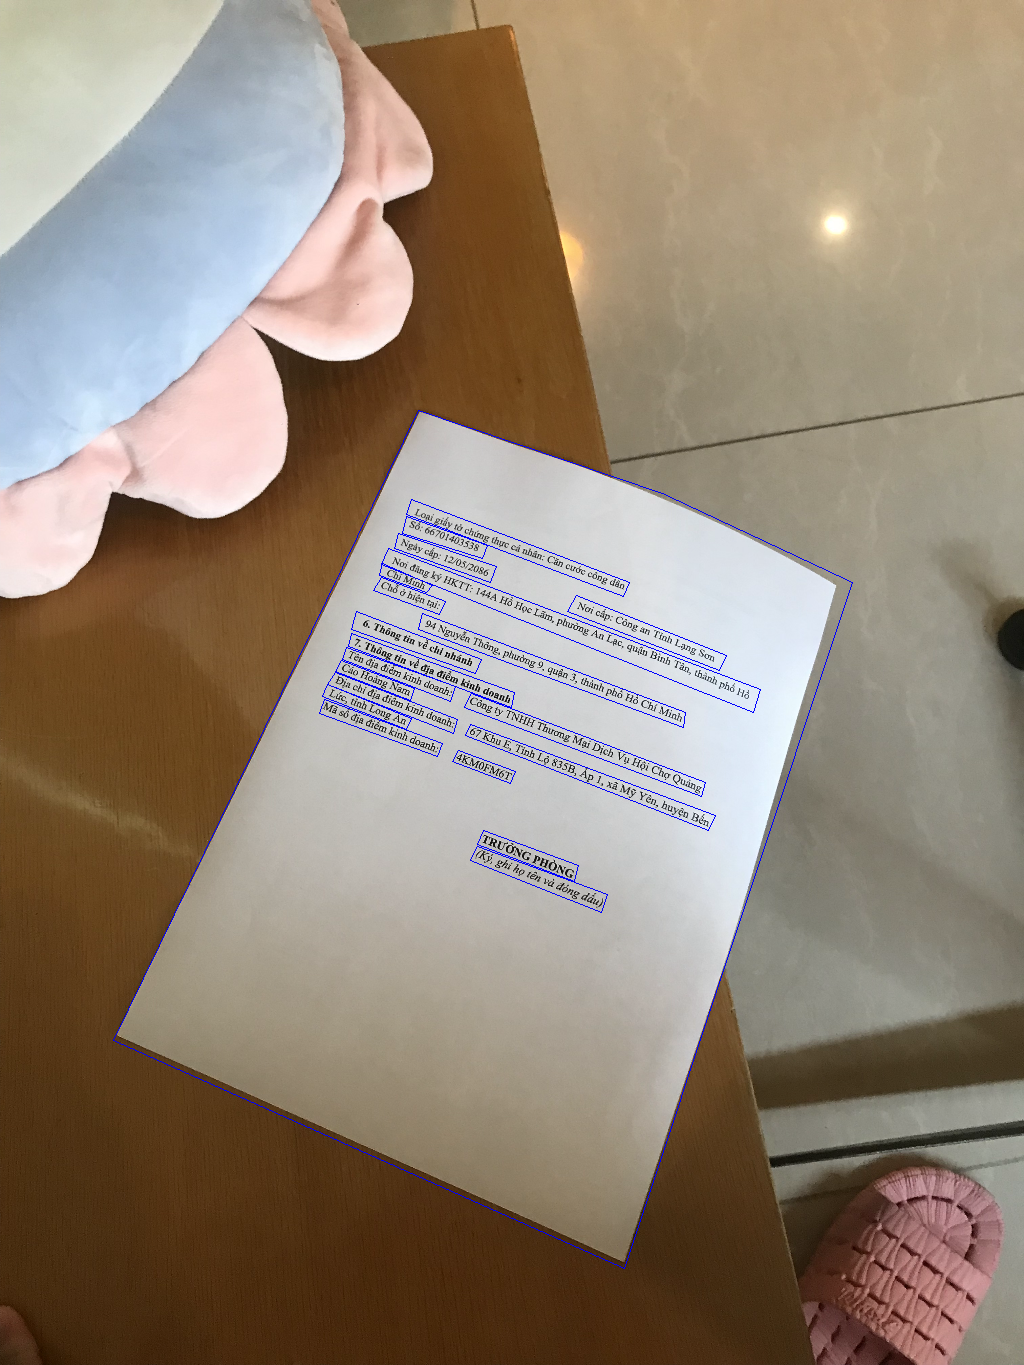 Loại giấy tờ chứng thực cá nhân: Căn cước công dân
Số: 66701403538
Ngày cấp: 12/05/2086
Nơi cấp: Công an Tỉnh Lạng Sơn
Nơi đăng ký HKTT: 144A Hồ Học Lãm, phường An Lạc, quận Bình Tân, thành phố Hồ
Chí Minh
Chỗ ở hiện tại:
94 Nguyễn Thông, phường 9, quận 3, thành phố Hồ Chí Minh
6. Thông tin về chi nhánh
7. Thông tin về địa điểm kinh doanh
Tên địa điểm kinh doanh:
Công ty TNHH Thương Mại Dịch Vụ Hội Chợ Quảng
Cáo Hoàng Nam
Địa chỉ địa điểm kinh doanh:
67 Khu E, Tỉnh Lộ 835B, Ấp 1, xã Mỹ Yên, huyện Bến
Lức, tỉnh Long An
Mã số địa điểm kinh doanh:
4KM0FM6T
TRƯỞNG PHÒNG
(Ký, ghi họ tên và đóng dấu)